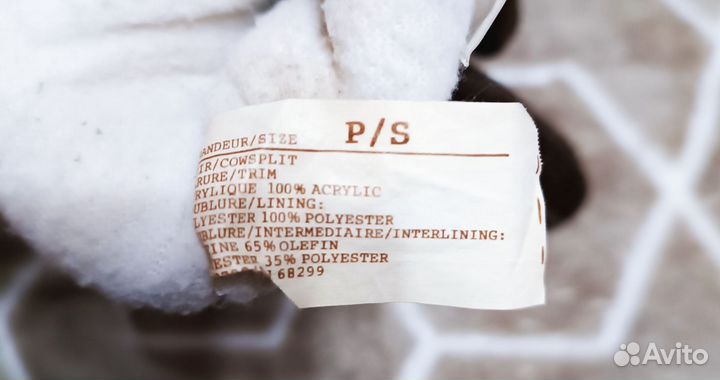 ANDEUR/SIZE P/S
IR/COWSPLIT
RURE/TRIM
RYLIQUE 100% ACRYLIC
UBLURE/LINING:
LYESTER 100% POLYESTER
UBLURE/INTERMEDIAIRE/INTERLINING:
INE 65% OLEFIN
ESTER 35% POLYESTER
68299
Avito